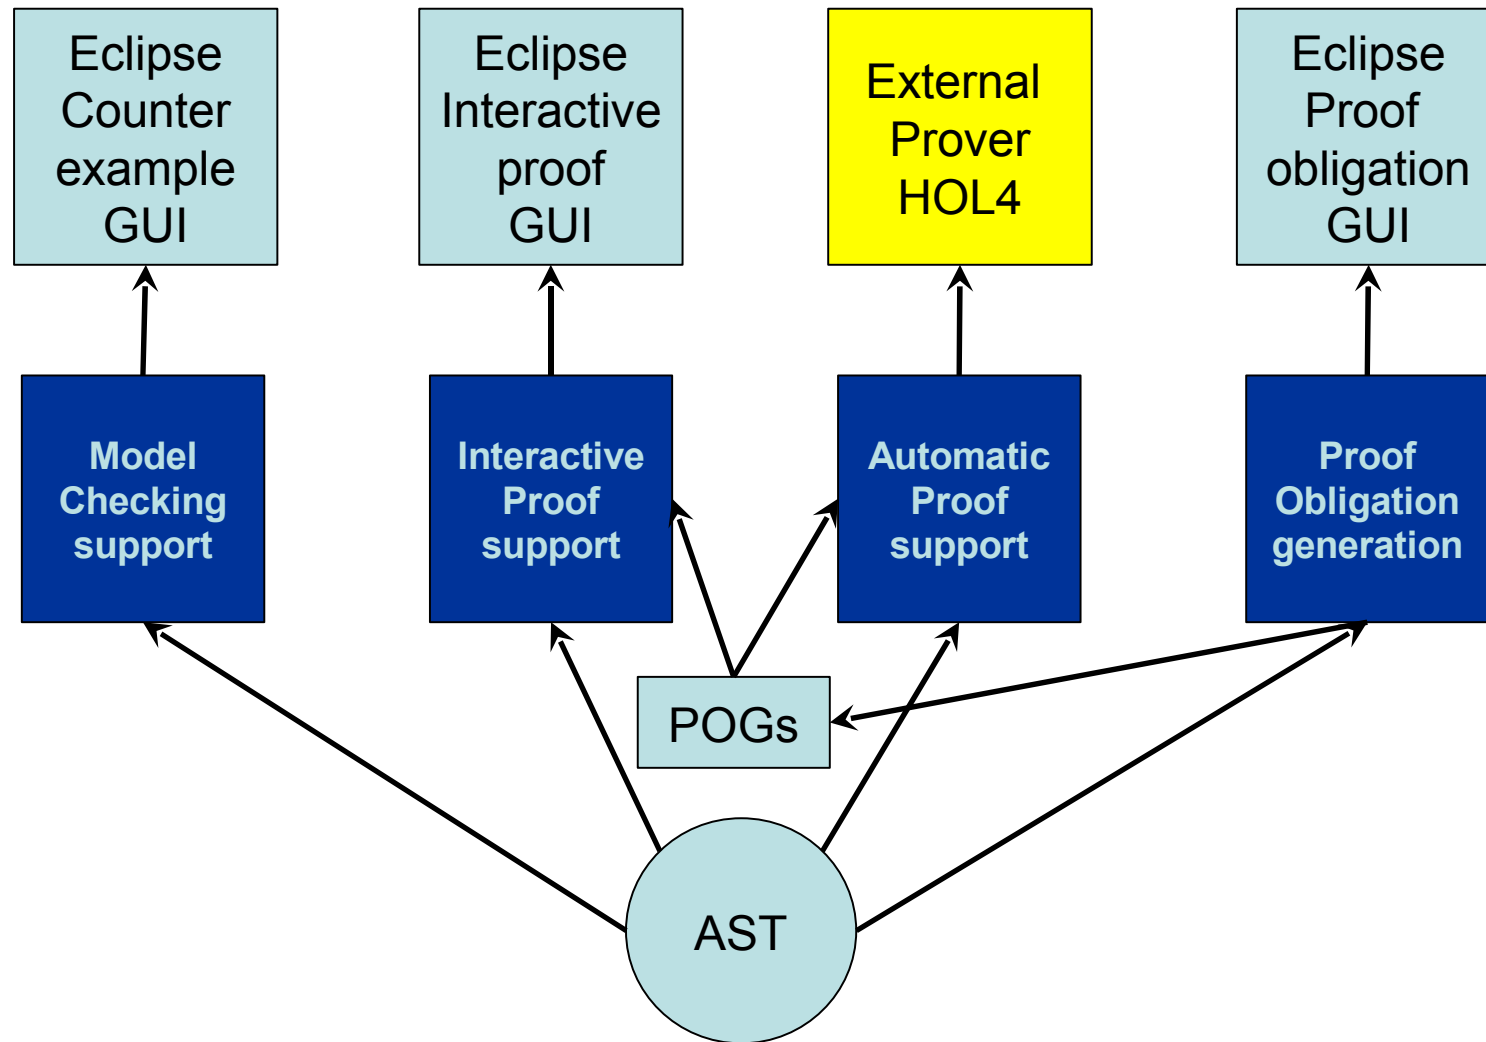 Eclipse
Counter
example
GUI
Eclipse
Interactive
proof
GUI
External
Prover
HOL4
Eclipse
Proof
obligation
GUI
Model
Checking
support
Interactive
Proof
support
Automatic
Proof
support
Proof
Obligation
generation
POGs
AST